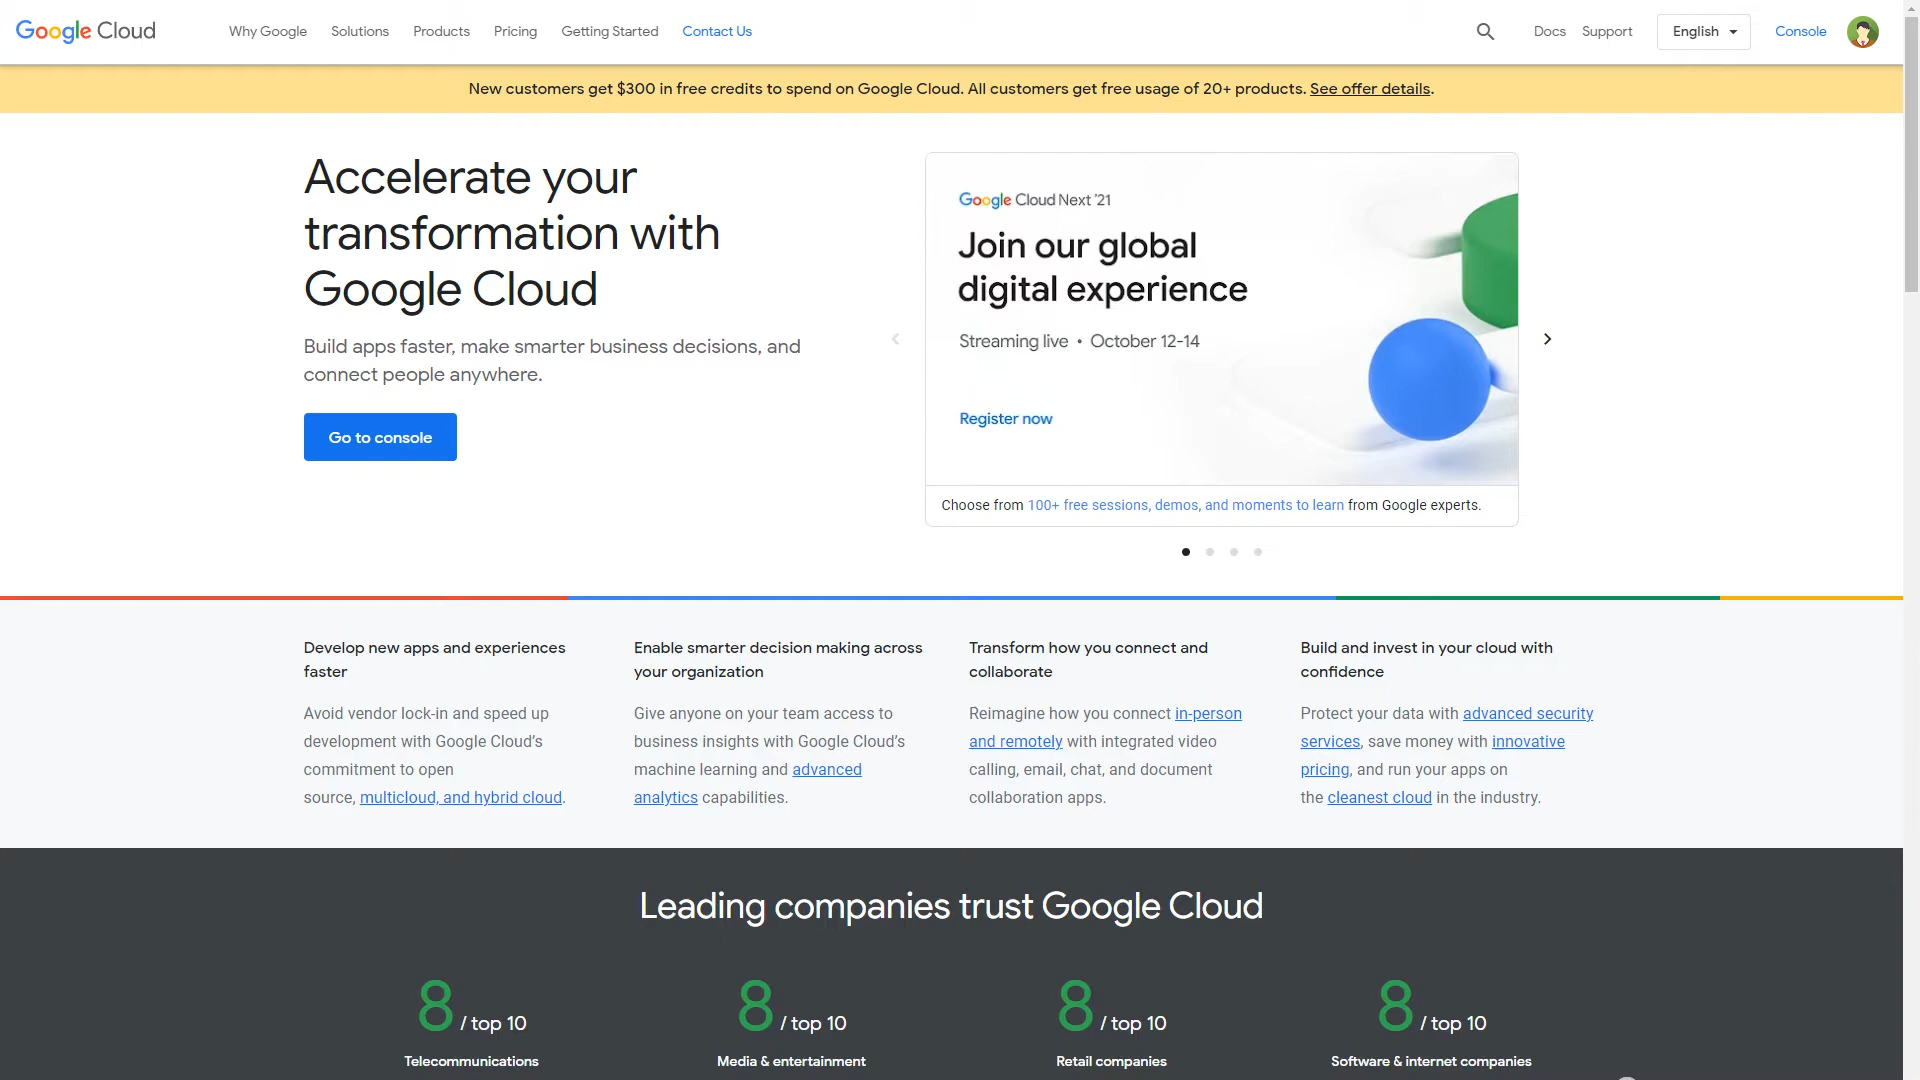 Google Cloud
Why Google
Solutions
Products
Pricing
Getting Started
Contact Us
Docs
Support
English
Console
New customers get $300 in free credits to spend on Google Cloud. All customers get free usage of 20+ products. See offer details.
Accelerate your
transformation with
Google Cloud
Build apps faster, make smarter business decisions, and
connect people anywhere.
Go to console
Google Cloud Next '21
Join our global
digital experience
Streaming live • October 12-14
Register now
Choose from 100+ free sessions, demos, and moments to learn from Google experts.
Develop new apps and experiences
faster
Avoid vendor lock-in and speed up
development with Google Cloud’s
commitment to open
source, multicloud, and hybrid cloud.
Enable smarter decision making across
your organization
Give anyone on your team access to
business insights with Google Cloud’s
machine learning and advanced
analytics capabilities.
Transform how you connect and
collaborate
Reimagine how you connect in-person
and remotely with integrated video
calling, email, chat, and document
collaboration apps.
Build and invest in your cloud with
confidence
Protect your data with advanced security
services, save money with innovative
pricing, and run your apps on
the cleanest cloud in the industry.
Leading companies trust Google Cloud
8 / top 10
Telecommunications
8 / top 10
Media & entertainment
8 / top 10
Retail companies
8 / top 10
Software & internet companies